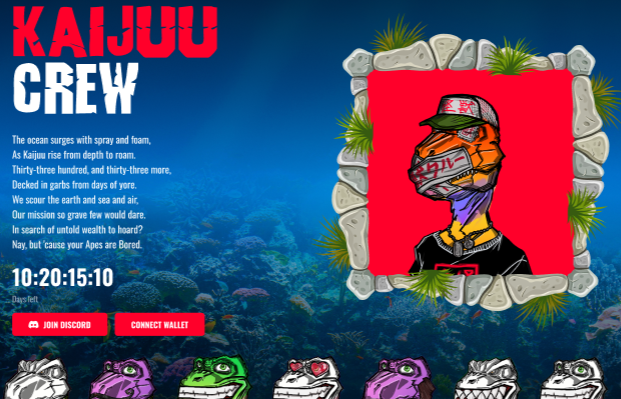 KAIJUU
CREW
The ocean surges with spray and foam,
As Kaijuu rise from depth to roam.
Thirty-three hundred, and thirty-three more,
Decked in garbs from days of yore.
We scour the earth and sea and air,
Our mission so grave few would dare.
In search of untold wealth to hoard?
Nay, but 'cause your Apes are Bored.
10:20:15:10
Days left
JOIN DISCORD
CONNECT WALLET
クルー